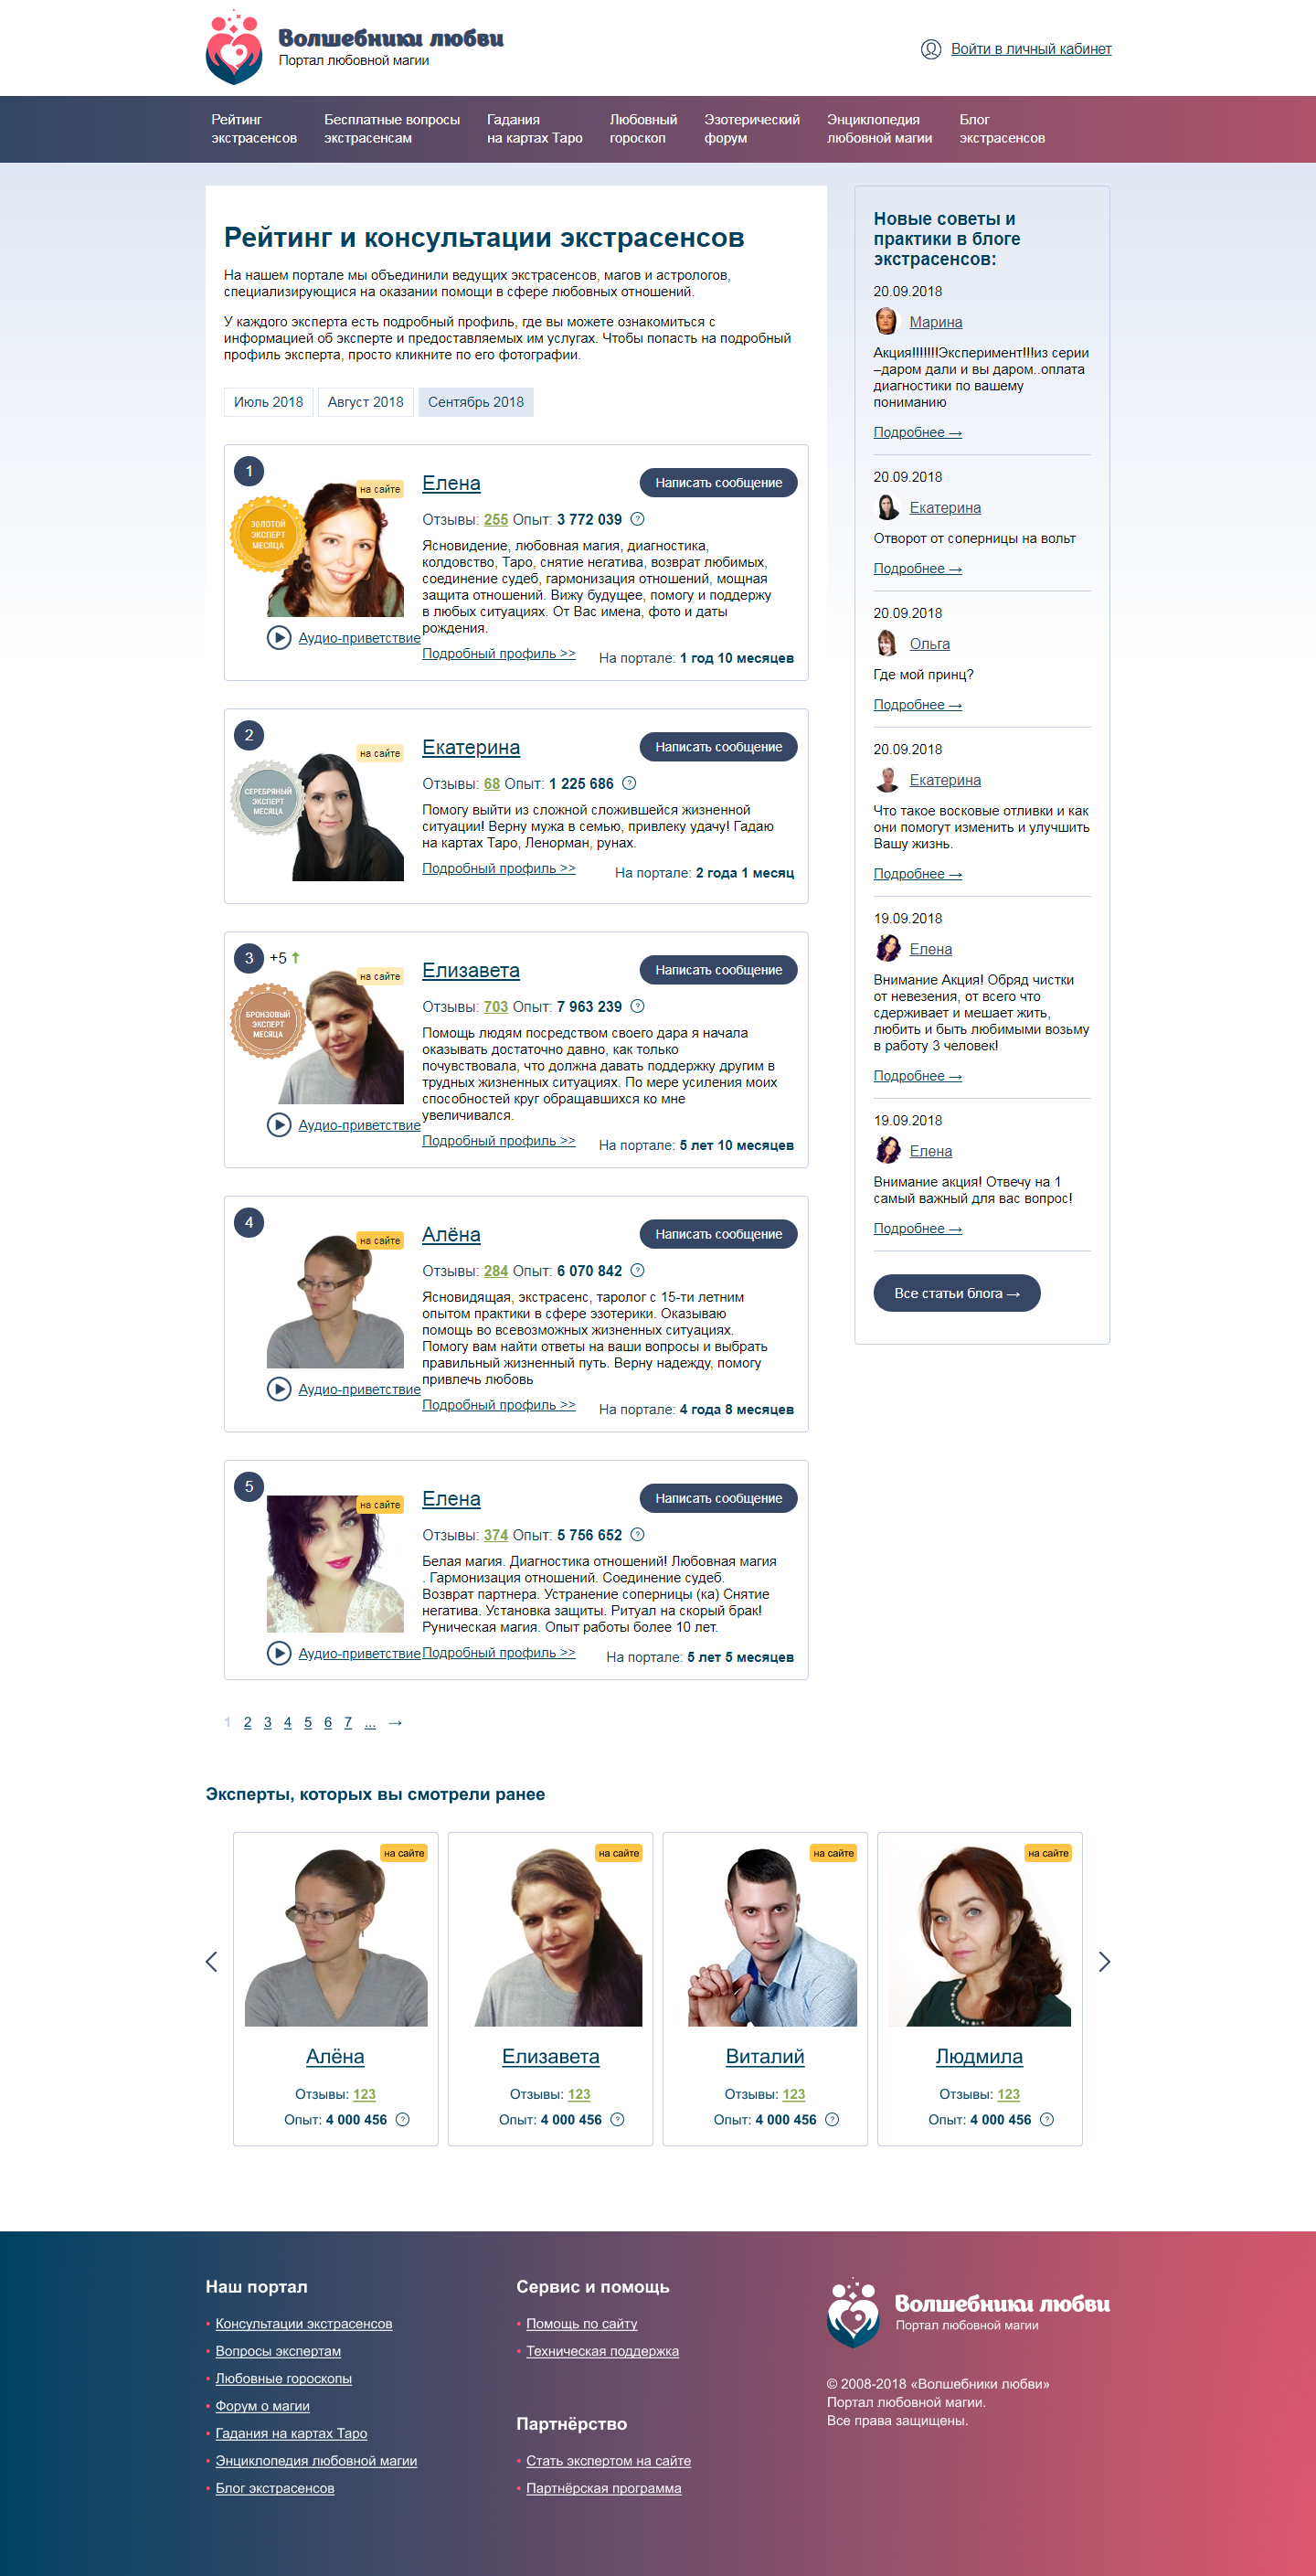 Волшебники любви
Портал любовной магии
Войти в личный кабинет
Рейтинг
экстрасенсов
Бесплатные вопросы
экстрасенсам
Гадания
на картах Таро
Любовный
гороскоп
Эзотерический
форум
Энциклопедия
любовной магии
Блог
экстрасенсов
Рейтинг и консультации экстрасенсов
На нашем портале мы объединили ведущих экстрасенсов, магов и астрологов,
специализирующися на оказании помощи в сфере любовных отношений.
У каждого эксперта есть подробный профиль, где вы можете ознакомиться с
информацией об эксперте и предоставляемых им услугах. Чтобы попасть на подробный
профиль эксперта, просто кликните по его фотографии.
Июль 2018
Август 2018
Сентябрь 2018
1
на сайте
ЗОЛОТОЙ
ЭКСПЕРТ
МЕСЯЦА
Аудио-приветствие
Елена
Написать сообщение
Отзывы: 255 Опыт: 3 772 039 ?
Ясновидение, любовная магия, диагностика,
колдовство, Таро, снятие негатива, возврат любимых,
соединение судеб, гармонизация отношений, мощная
защита отношений. Вижу будущее, помогу и поддержу
в любых ситуациях. От Вас имена, фото и даты
рождения.
Подробный профиль >>
На портале: 1 год 10 месяцев
2
на сайте
СЕРЕБРЯНЫЙ
ЭКСПЕРТ
МЕСЯЦА
Екатерина
Написать сообщение
Отзывы: 68 Опыт: 1 225 686 ?
Помогу выйти из сложной сложившейся жизненной
ситуации! Верну мужа в семью, привлеку удачу! Гадаю
на картах Таро, Ленорман, рунах.
Подробный профиль >>
На портале: 2 года 1 месяц
3 +5 ↑
на сайте
БРОНЗОВЫЙ
ЭКСПЕРТ
МЕСЯЦА
Аудио-приветствие
Елизавета
Написать сообщение
Отзывы: 703 Опыт: 7 963 239 ?
Помощь людям посредством своего дара я начала
оказывать достаточно давно, как только
почувствовала, что должна давать поддержку другим в
трудных жизненных ситуациях. По мере усиления моих
способностей круг обращавшихся ко мне
увеличивался.
Подробный профиль >>
На портале: 5 лет 10 месяцев
4
на сайте
Аудио-приветствие
Алёна
Написать сообщение
Отзывы: 284 Опыт: 6 070 842 ?
Ясновидящая, экстрасенс, таролог с 15-ти летним
опытом практики в сфере эзотерики. Оказываю
помощь во всевозможных жизненных ситуациях.
Помогу вам найти ответы на ваши вопросы и выбрать
правильный жизненный путь. Верну надежду, помогу
привлечь любовь
Подробный профиль >>
На портале: 4 года 8 месяцев
5
на сайте
Аудио-приветствие
Елена
Написать сообщение
Отзывы: 374 Опыт: 5 756 652 ?
Белая магия. Диагностика отношений! Любовная магия
. Гармонизация отношений. Соединение судеб.
Возврат партнера. Устранение соперницы (ка) Снятие
негатива. Установка защиты. Ритуал на скорый брак!
Руническая магия. Опыт работы более 10 лет.
Подробный профиль >>
На портале: 5 лет 5 месяцев
1 2 3 4 5 6 7 ... →
Новые советы и
практики в блоге
экстрасенсов:
20.09.2018
Марина
Акция!!!!!!!Эксперимент!!!из серии
–даром дали и вы даром..оплата
диагностики по вашему
пониманию
Подробнее →
20.09.2018
Екатерина
Отворот от соперницы на вольт
Подробнее →
20.09.2018
Ольга
Где мой принц?
Подробнее →
20.09.2018
Екатерина
Что такое восковые отливки и как
они помогут изменить и улучшить
Вашу жизнь.
Подробнее →
19.09.2018
Елена
Внимание Акция! Обряд чистки
от невезения, от всего что
сдерживает и мешает жить,
любить и быть любимыми возьму
в работу 3 человек!
Подробнее →
19.09.2018
Елена
Внимание акция! Отвечу на 1
самый важный для вас вопрос!
Подробнее →
Все статьи блога →
Эксперты, которых вы смотрели ранее
на сайте
Алёна
Отзывы: 123
Опыт: 4 000 456 ?
на сайте
Елизавета
Отзывы: 123
Опыт: 4 000 456 ?
на сайте
Виталий
Отзывы: 123
Опыт: 4 000 456 ?
на сайте
Людмила
Отзывы: 123
Опыт: 4 000 456 ?
Наш портал
• Консультации экстрасенсов
• Вопросы экспертам
• Любовные гороскопы
• Форум о магии
• Гадания на картах Таро
• Энциклопедия любовной магии
• Блог экстрасенсов
Сервис и помощь
• Помощь по сайту
• Техническая поддержка
Партнёрство
• Стать экспертом на сайте
• Партнёрская программа
Волшебники любви
Портал любовной магии
© 2008-2018 «Волшебники любви»
Портал любовной магии.
Все права защищены.